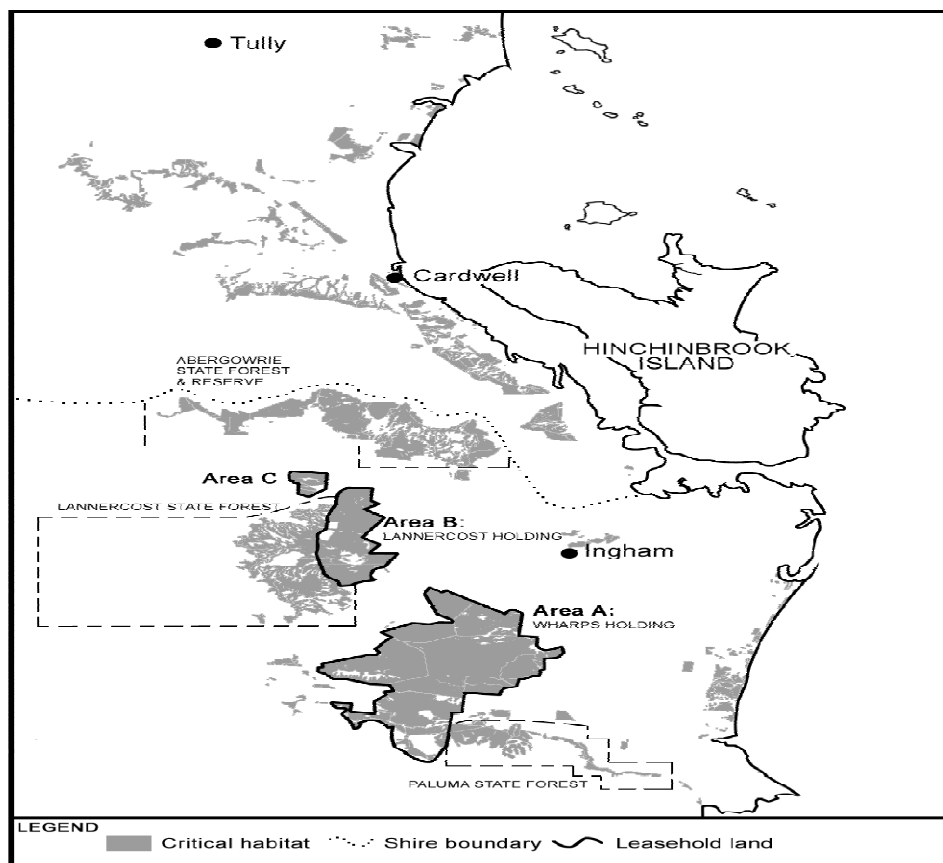 Tully
Cardwell
HINCHINBROOK
ISLAND
ABERGOWRIE
STATE FOREST
& RESERVE
Area C
LANNERCOST STATE FOREST
Area B:
LANNERCOST HOLDING
Ingham
Area A:
WHARPS HOLDING
PALUMA STATE FOREST
LEGEND
Critical habitat
Shire boundary
Leasehold land